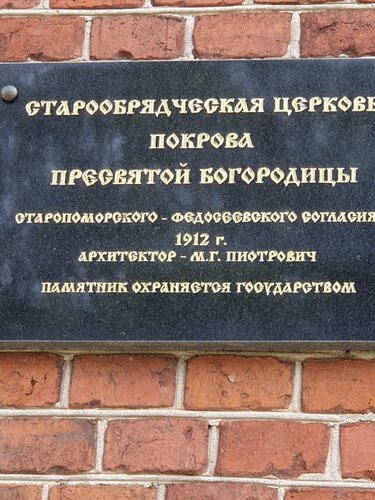 СТАРООБРЯДЧЕСКАЯ ЦЕРКОВЬ
ПОКРОВА
ПРЕСВЯТОЙ БОГОРОДИЦЫ
СТАРОПОМОРСКОГО - ФЕДОСЕЕВСКОГО СОГЛАСИЯ
1912 г.
АРХИТЕКТОР - М.Г. ПИОТРОВИЧ
ПАМЯТНИК ОХРАНЯЕТСЯ ГОСУДАРСТВОМ